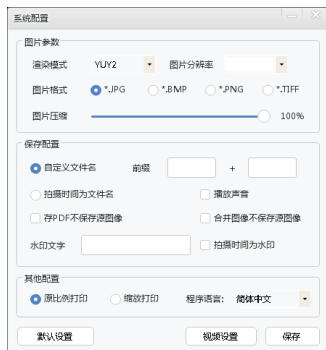 系统配置
图片参数
渲染模式 YUY2 图片分辨率
图片格式 *.JPG *.BMP *.PNG *.TIFF
图片压缩 100%
保存配置
自定义文件名 前缀 +
拍摄时间为文件名 播放声音
存PDF不保存源图像 合并图像不保存源图像
水印文字 拍摄时间为水印
其他配置
原比例打印 缩放打印 程序语言: 简体中文
默认设置 视频设置 保存